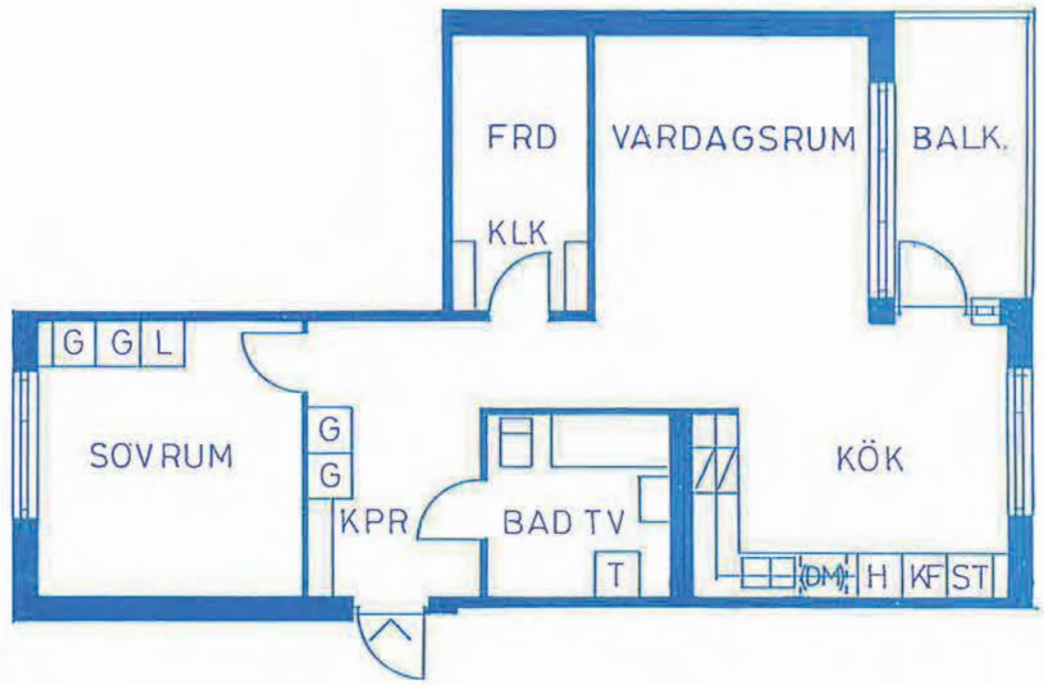 FRD
VARDAGSRUM
BALK.
KLK
G G L
G
SOVRUM
G
KÖK
KPR
BAD TV
T
(DM) H KF ST